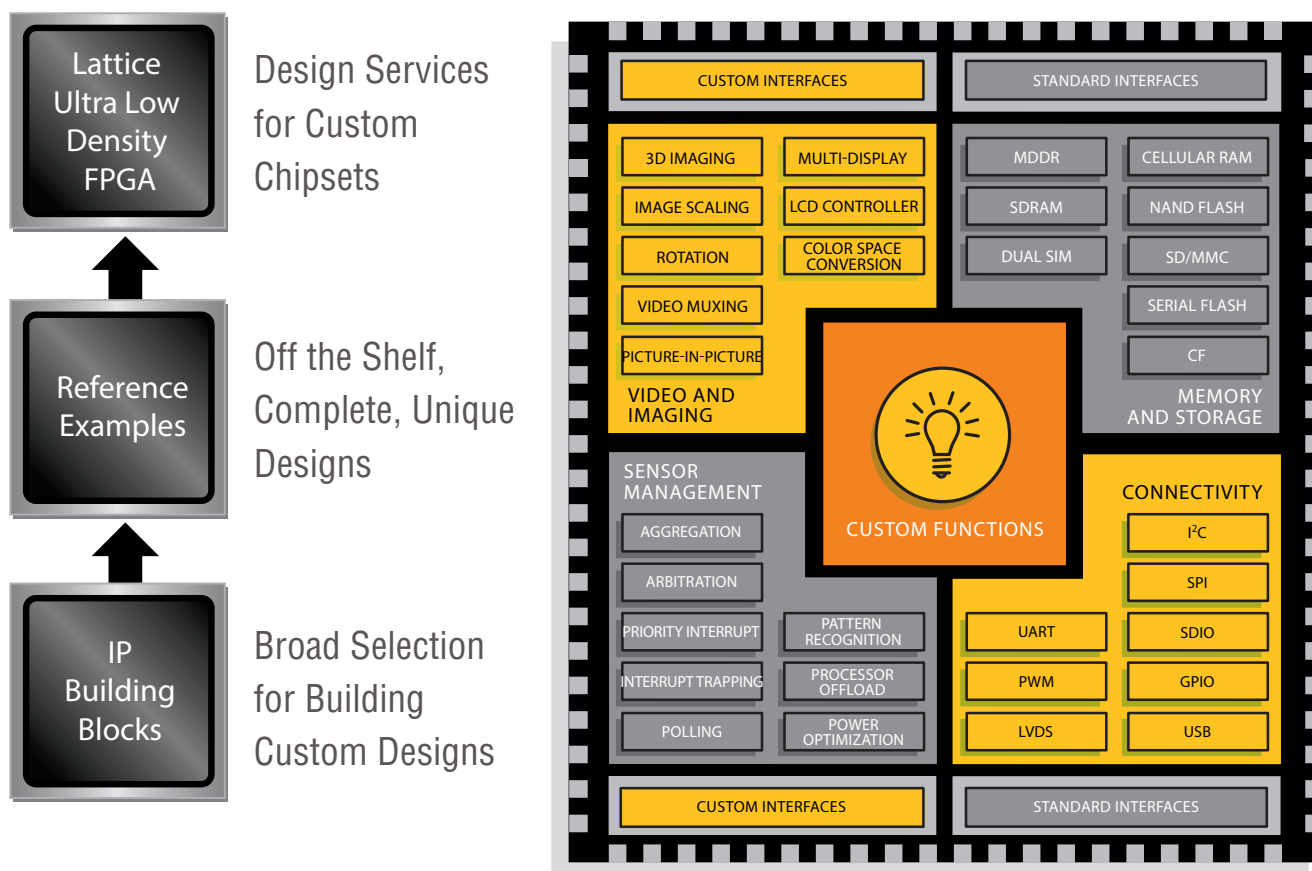 Lattice
Ultra Low
Density
FPGA
Design Services
for Custom
Chipsets
Reference
Examples
Off the Shelf,
Complete, Unique
Designs
IP
Building
Blocks
Broad Selection
for Building
Custom Designs
CUSTOM INTERFACES
STANDARD INTERFACES
3D IMAGING
MULTI-DISPLAY
IMAGE SCALING
LCD CONTROLLER
ROTATION
COLOR SPACE
CONVERSION
VIDEO MUXING
PICTURE-IN-PICTURE
VIDEO AND
IMAGING
MDDR
CELLULAR RAM
SDRAM
NAND FLASH
DUAL SIM
SD/MMC
SERIAL FLASH
CF
MEMORY
AND STORAGE
CUSTOM FUNCTIONS
SENSOR
MANAGEMENT
AGGREGATION
ARBITRATION
PRIORITY INTERRUPT
PATTERN
RECOGNITION
INTERRUPT TRAPPING
PROCESSOR
OFFLOAD
POLLING
POWER
OPTIMIZATION
CONNECTIVITY
I²C
SPI
UART
SDIO
PWM
GPIO
LVDS
USB
CUSTOM INTERFACES
STANDARD INTERFACES